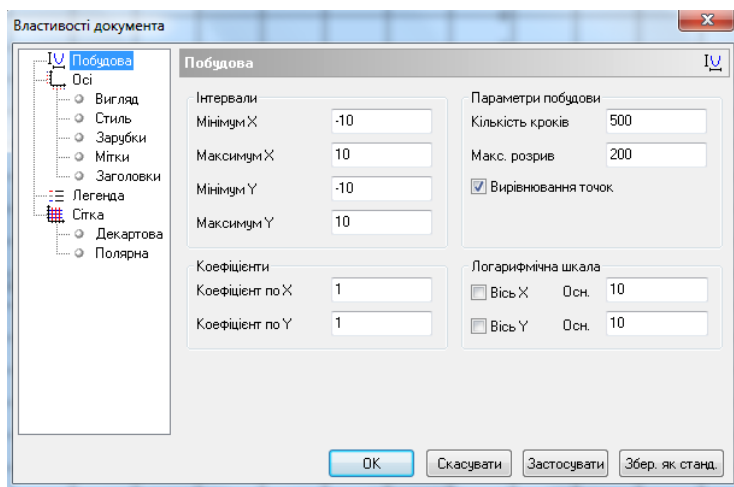 Властивості документа
Побудова
Осі
Вигляд
Стиль
Зарубки
Мітки
Заголовки
Легенда
Сітка
Декартова
Полярна
Побудова
Інтервали
Мінімум X -10
Максимум X 10
Мінімум Y -10
Максимум Y 10
Параметри побудови
Кількість кроків 500
Макс. розрив 200
Вирівнювання точок
Коефіцієнти
Коефіцієнт по X 1
Коефіцієнт по Y 1
Логарифмічна шкала
Вісь X Осн. 10
Вісь Y Осн. 10
OK Скасувати Застосувати Збер. як станд.